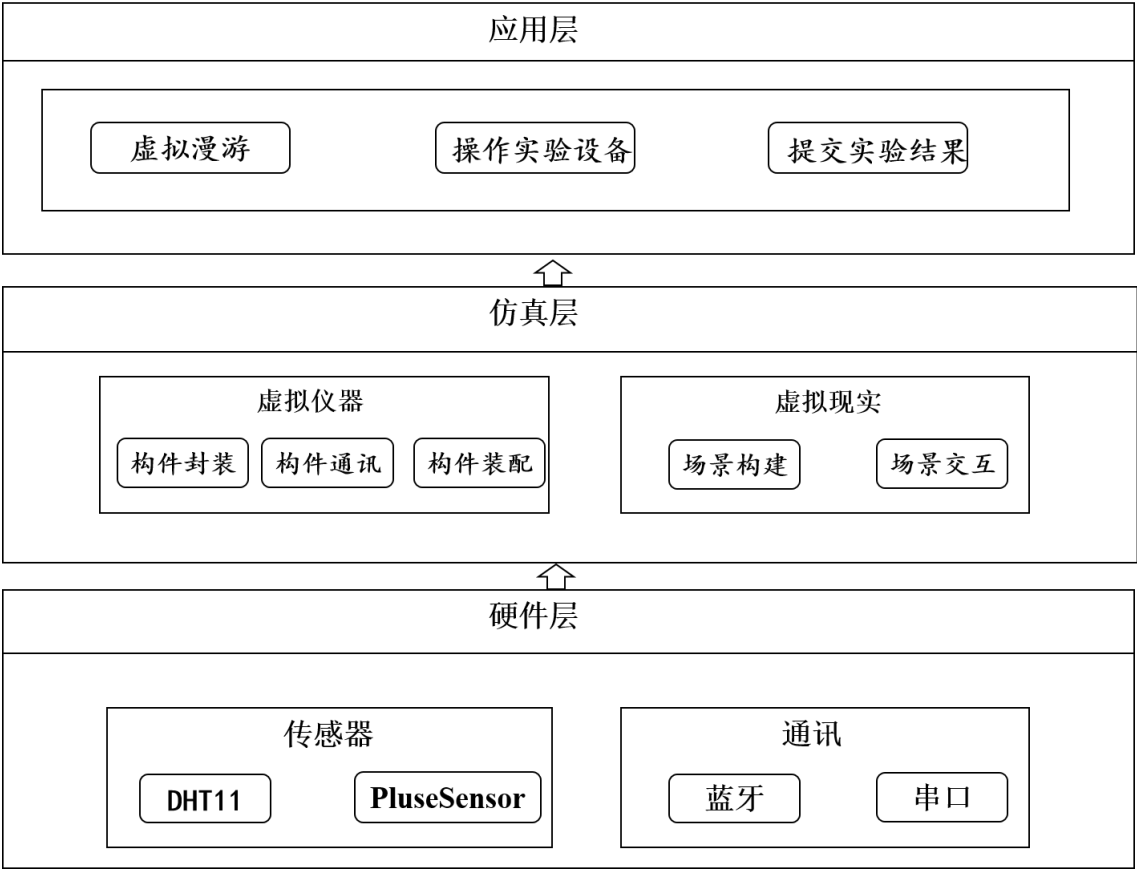 应用层
虚拟漫游
操作实验设备
提交实验结果
仿真层
虚拟仪器
构件封装
构件通讯
构件装配
虚拟现实
场景构建
场景交互
硬件层
传感器
DHT11
PluseSensor
通讯
蓝牙
串口